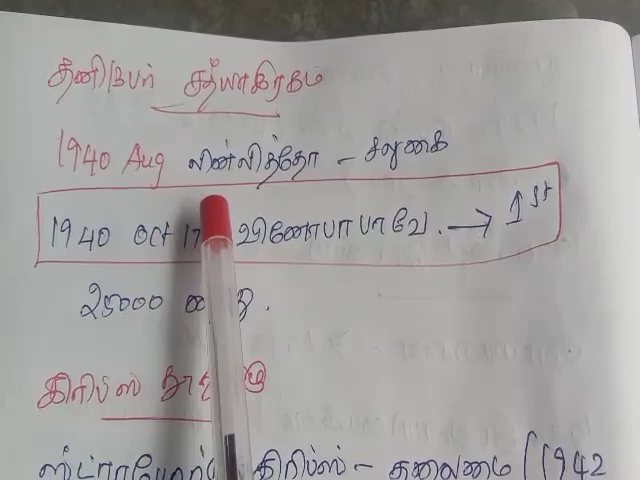 தனிநபர் சத்யாகிரகம்
1940 Aug லின்லித்தோ - சலுகை
1940 Oct 17 வினோபாபாவே. → 1st
25000 கைது.
கிரிப்ஸ் தூ குழு
கிரிப்ஸ் - தலைமை (1942